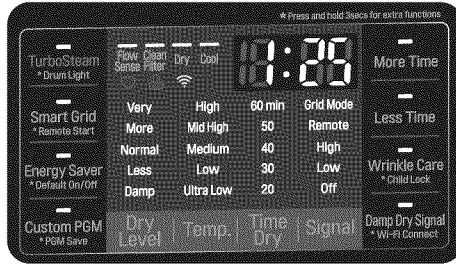 * Press and hold 3secs for extra functions
TurboSteam
* Drum Light
Flow Sense
Clean Filter
Dry
Cool
1:25
More Time
Smart Grid
* Remote Start
Less Time
Energy Saver
* Default On/Off
Wrinkle Care
* Child Lock
Custom PGM
* PGM Save
Damp Dry Signal
* Wi-Fi Connect
Very High 60 min Grid Mode
More Mid High 50 Remote
Normal Medium 40 High
Less Low 30 Low
Damp Ultra Low 20 Off
Dry Level
Temp.
Time Dry
Signal